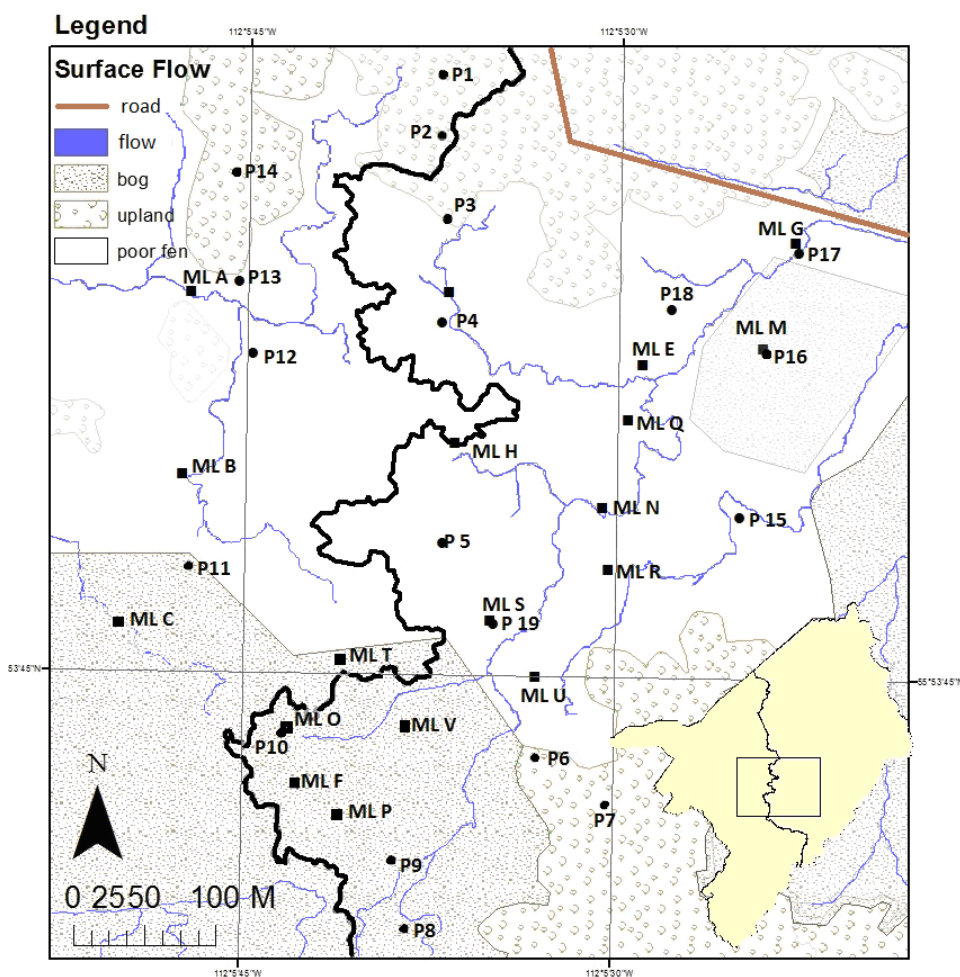 Legend
112°5'45"W
112°5'30"W
Surface Flow
road
flow
bog
upland
poor fen
P1
P2
P14
P3
ML G
P17
ML A
P13
P18
P4
ML M
P16
ML E
P12
ML Q
ML H
ML B
ML N
P 15
P 5
P11
ML R
ML C
ML S
P 19
ML T
53'45"N
55°53'45"N
ML U
ML O
ML V
P10
P6
N
ML F
P7
ML P
P9
0 2550 100 M
P8
112°5'45"W
112°5'30"W